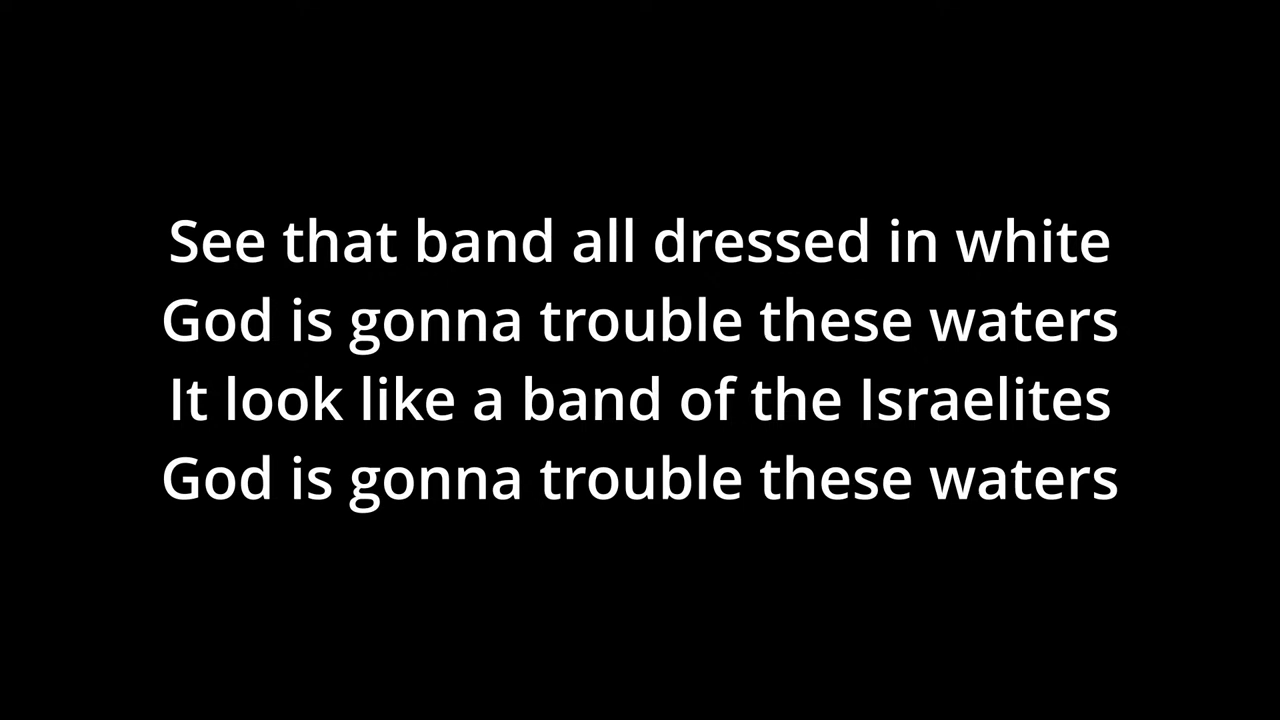 See that band all dressed in white
God is gonna trouble these waters
It look like a band of the Israelites
God is gonna trouble these waters